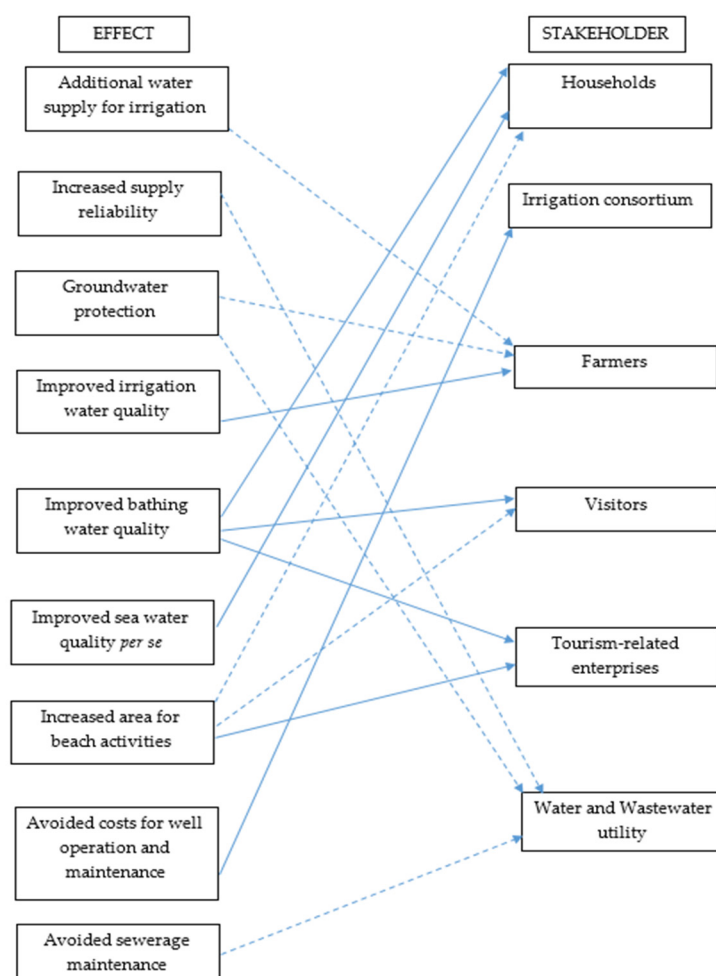 EFFECT
Additional water
supply for irrigation
Increased supply
reliability
Groundwater
protection
Improved irrigation
water quality
Improved bathing
water quality
Improved sea water
quality per se
Increased area for
beach activities
Avoided costs for well
operation and
maintenance
Avoided sewerage
maintenance
STAKEHOLDER
Households
Irrigation consortium
Farmers
Visitors
Tourism-related
enterprises
Water and Wastewater
utility